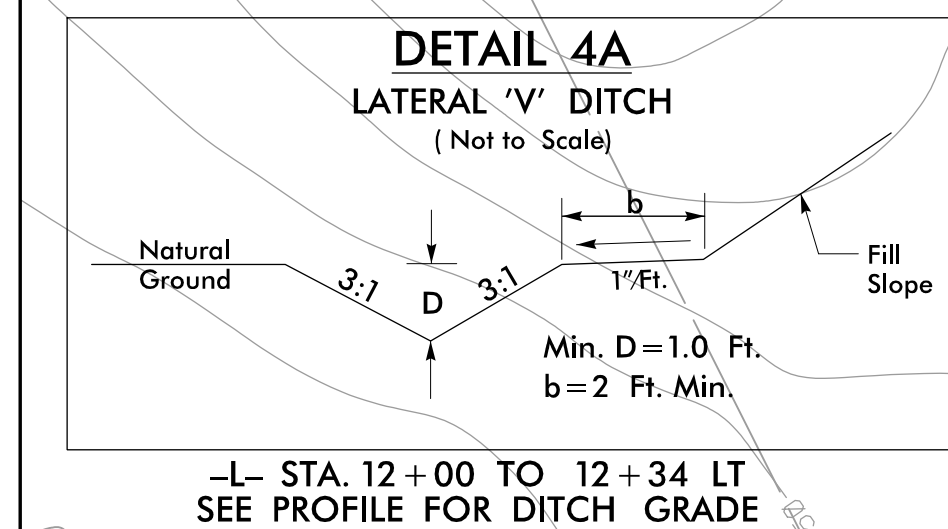 DETAIL 4A
LATERAL 'V' DITCH
( Not to Scale)
b
Natural
Ground
3:1
D
3:1
1"/Ft.
Fill
Slope
Min. D=1.0 Ft.
b=2 Ft. Min.
-L- STA. 12+00 TO 12+34 LT
SEE PROFILE FOR DITCH GRADE